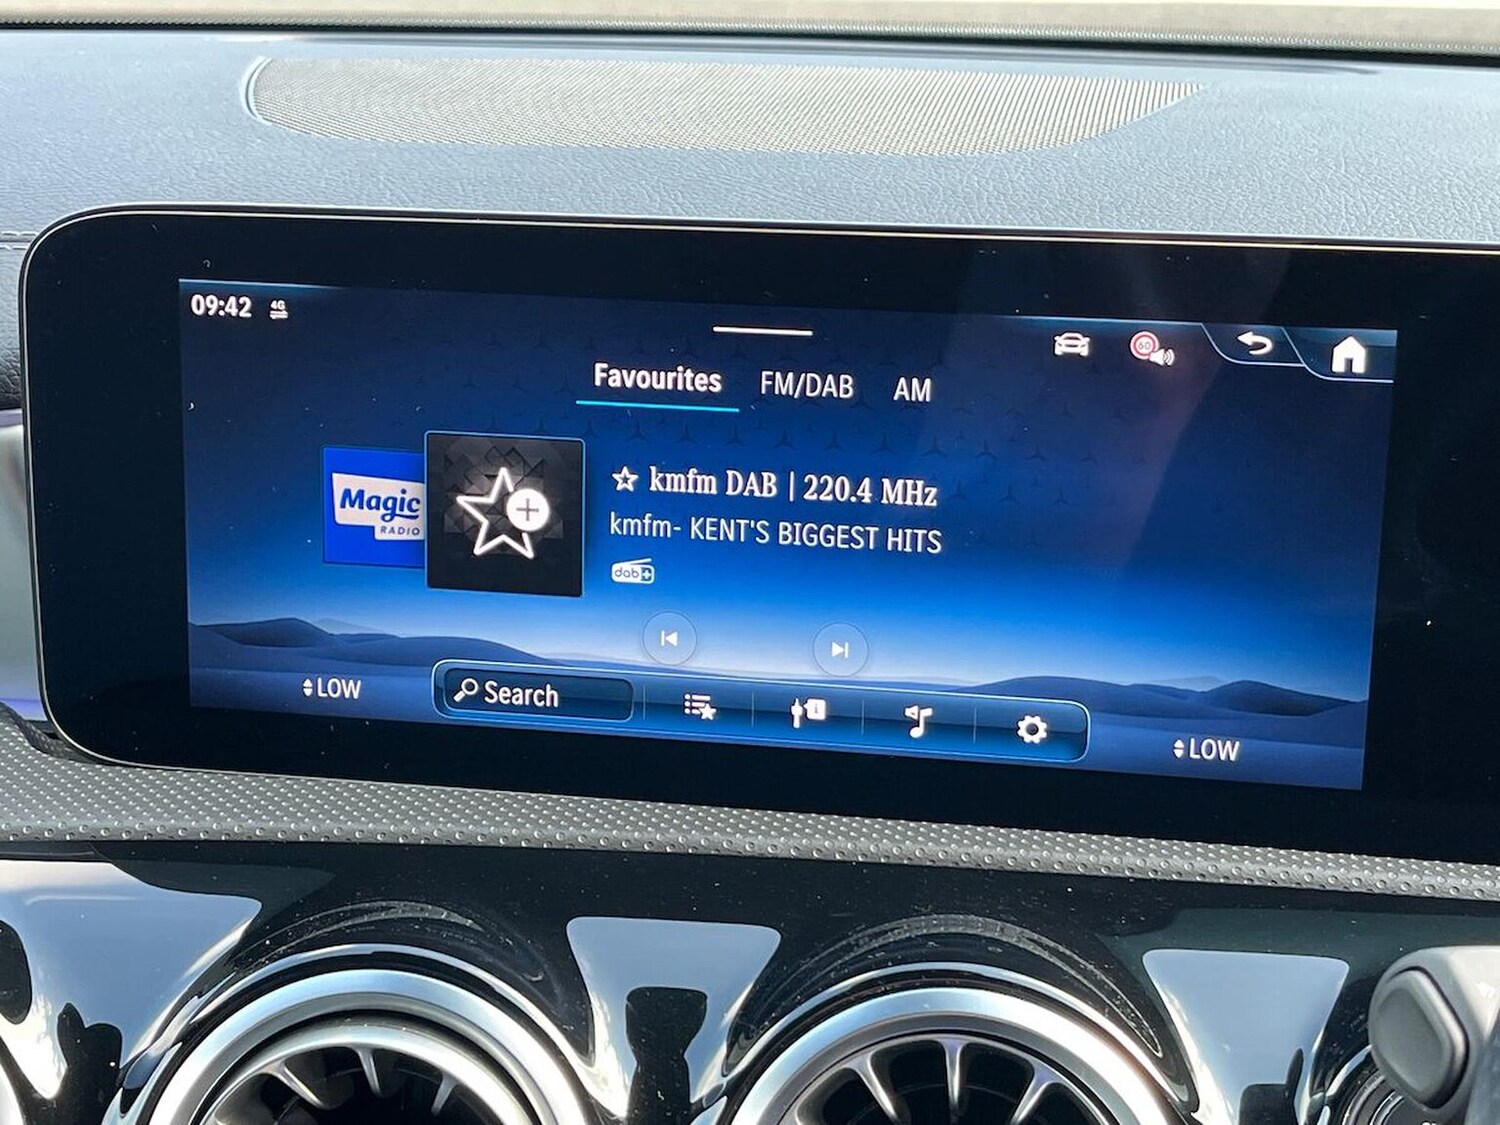 09:42 4G
60
Favourites FM/DAB AM
Magic
RADIO
kmfm DAB | 220.4 MHz
kmfm- KENT'S BIGGEST HITS
dab+
LOW
Search
i
LOW